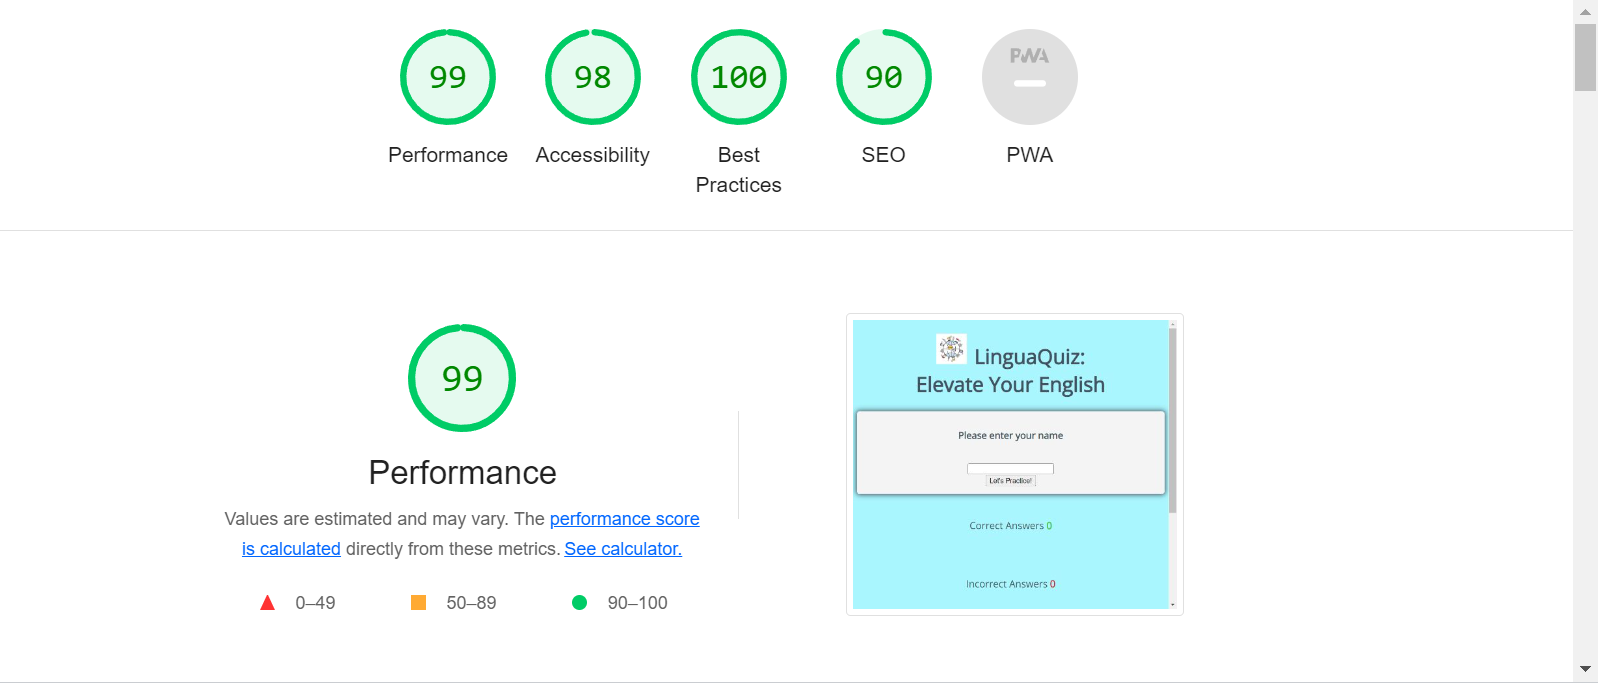 99
98
100
90
PWA
Performance
Accessibility
Best
Practices
SEO
PWA
99
Performance
Values are estimated and may vary. The performance score
is calculated directly from these metrics. See calculator.
0–49
50–89
90–100
LinguaQuiz:
Elevate Your English
Please enter your name
Let's Practice!
Correct Answers 0
Incorrect Answers 0